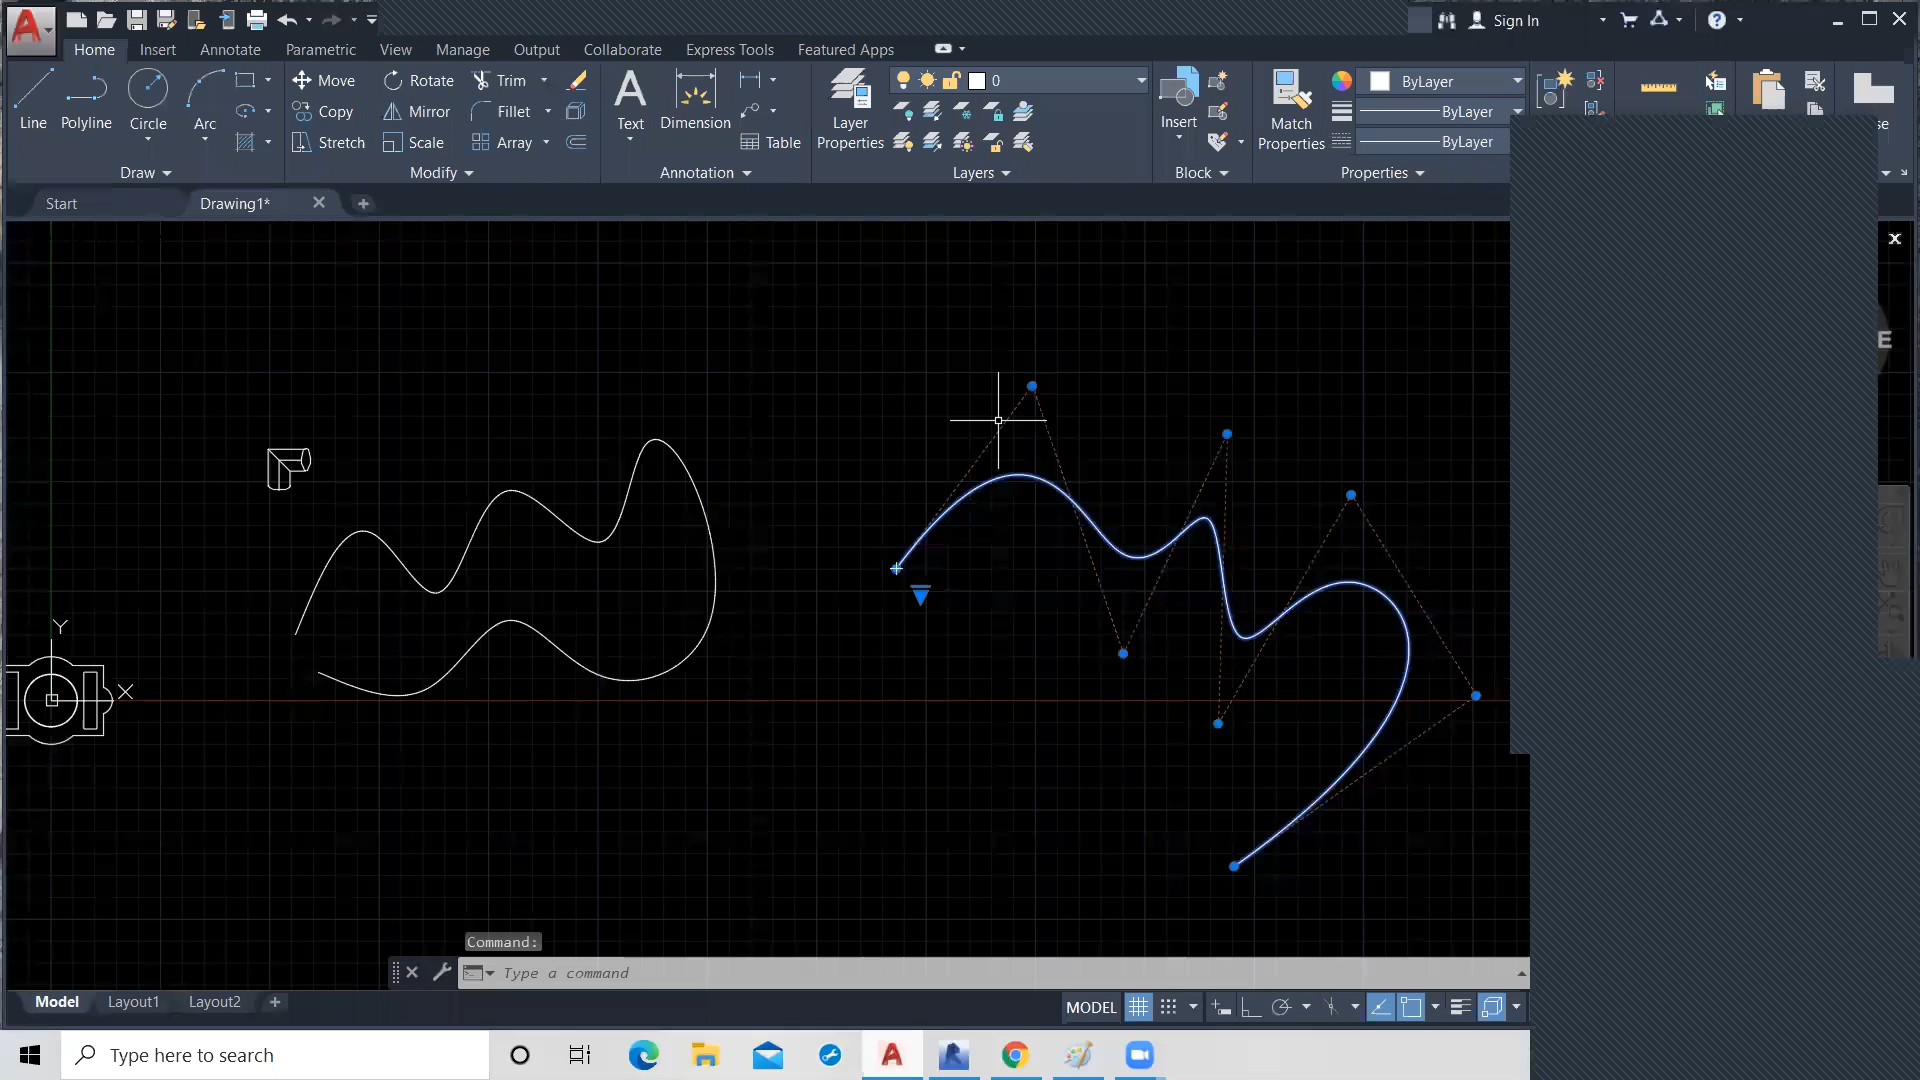 Sign In
Home Insert Annotate Parametric View Manage Output Collaborate Express Tools Featured Apps
Move Rotate Trim 0 ByLayer
Copy Mirror Fillet ByLayer
Line Polyline Circle Arc Text Dimension Layer Properties Insert Match Properties
Stretch Scale Array Table ByLayer
Draw Modify Annotation Layers Block Properties
Start Drawing1*
E
Y
X
Command:
Type a command
Model Layout1 Layout2 MODEL
Type here to search